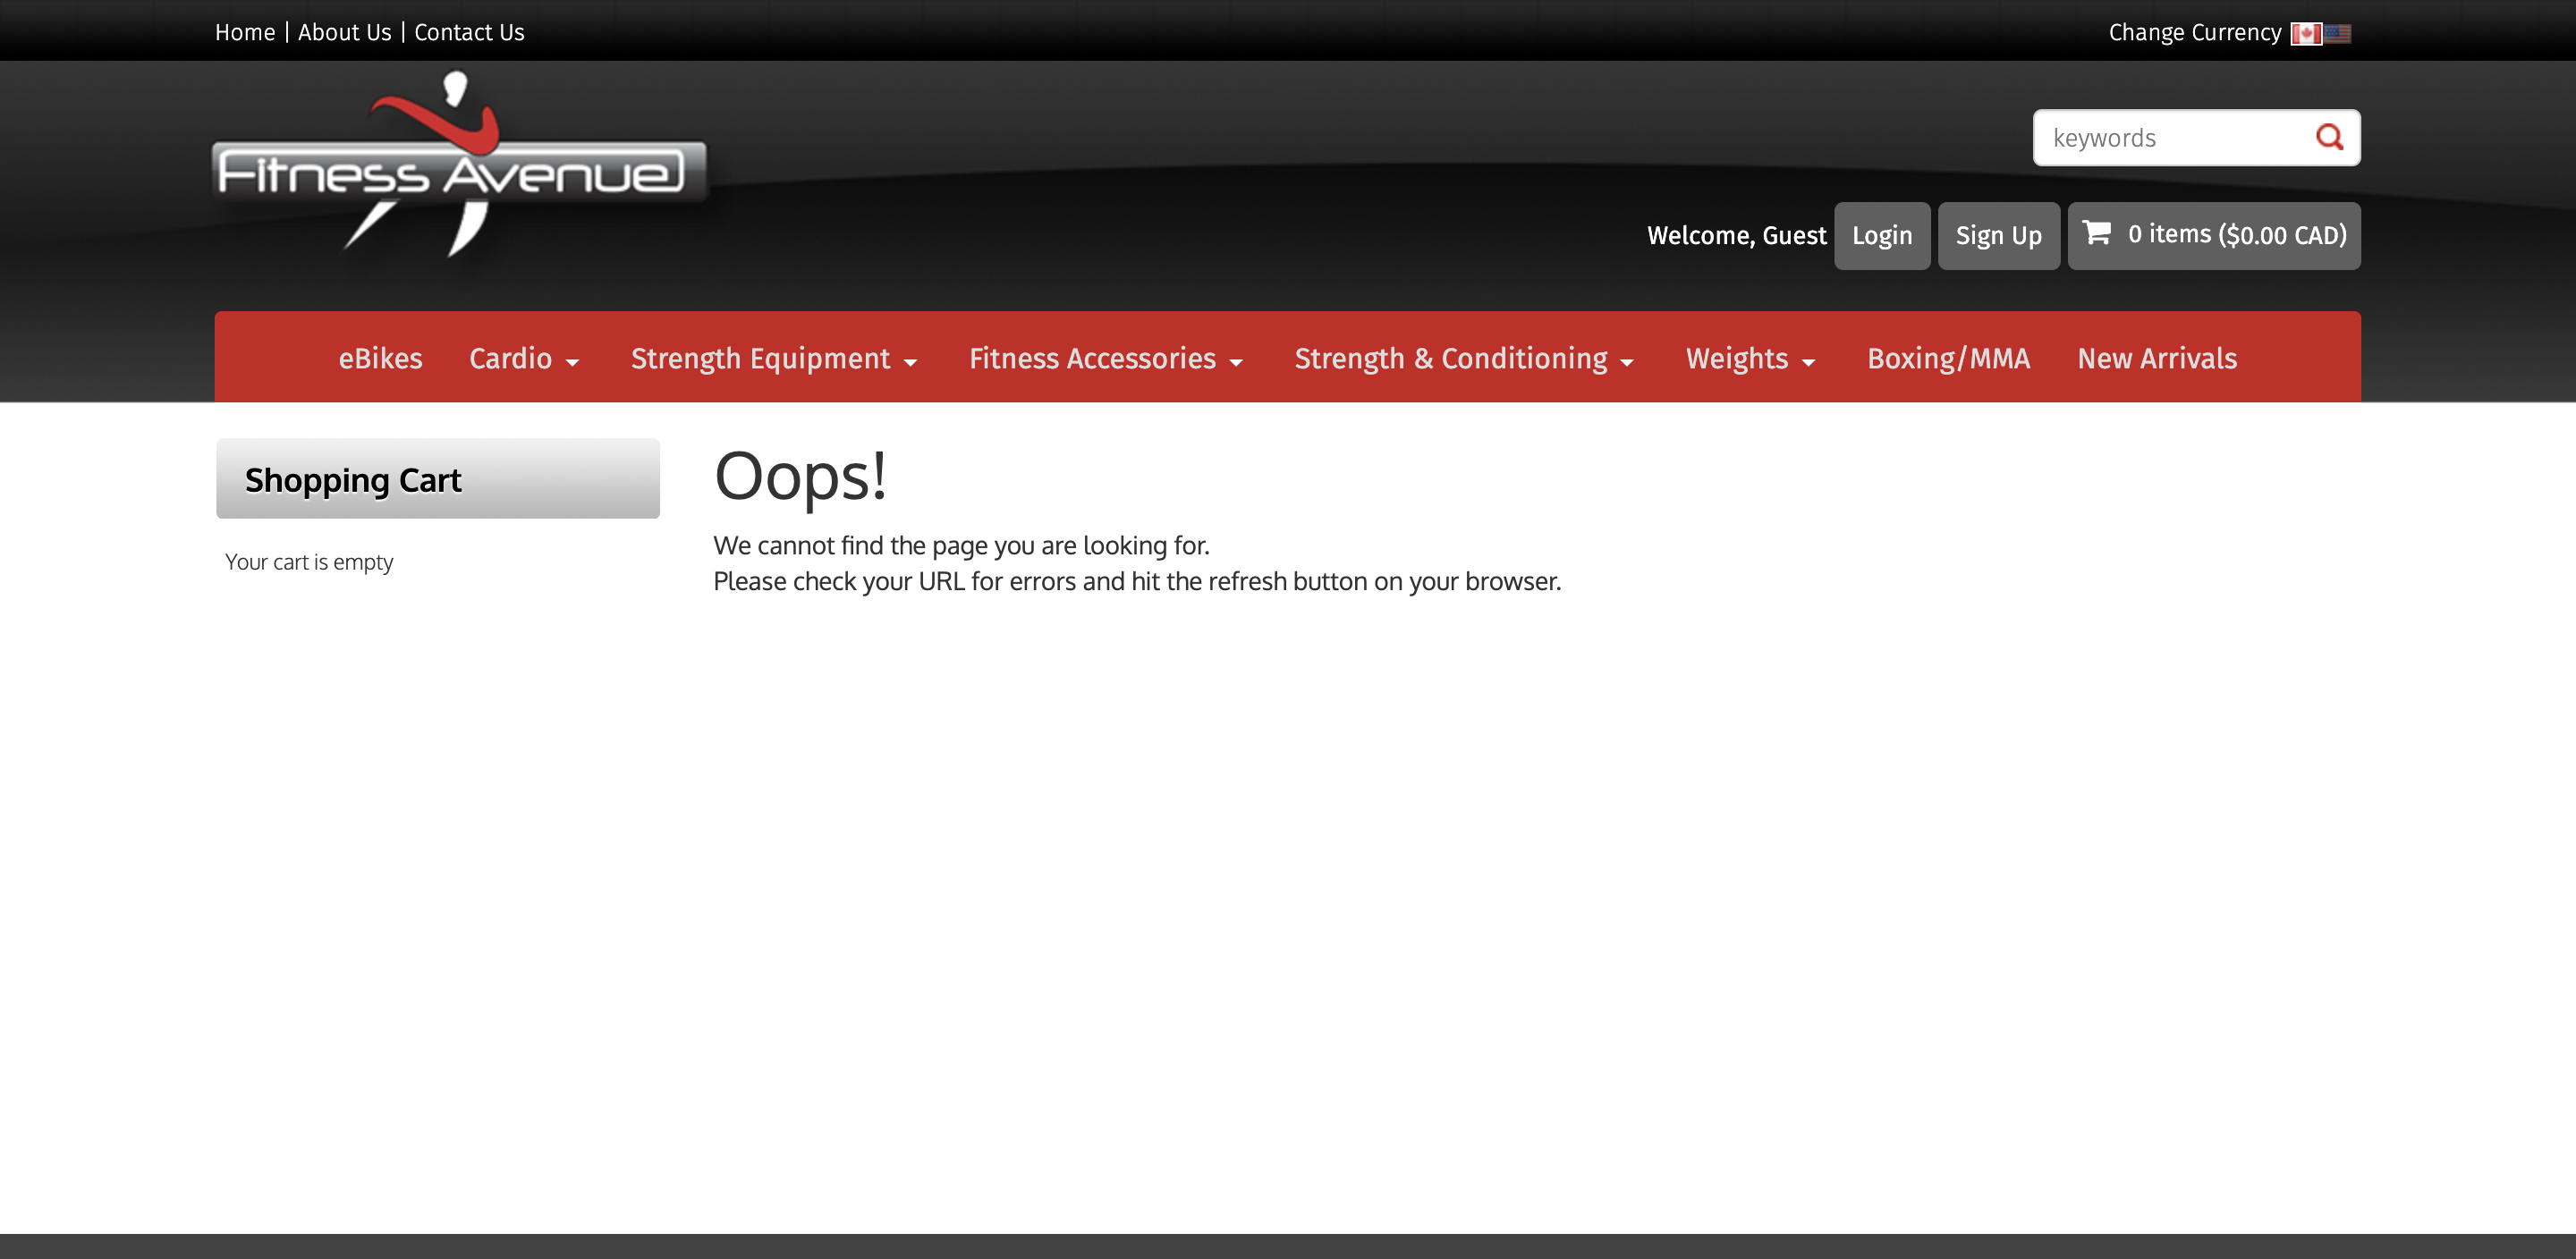 Home | About Us | Contact Us
Change Currency
Fitness Avenue
keywords
Welcome, Guest
Login
Sign Up
0 items ($0.00 CAD)
eBikes
Cardio
Strength Equipment
Fitness Accessories
Strength & Conditioning
Weights
Boxing/MMA
New Arrivals
Shopping Cart
Your cart is empty
Oops!
We cannot find the page you are looking for.
Please check your URL for errors and hit the refresh button on your browser.